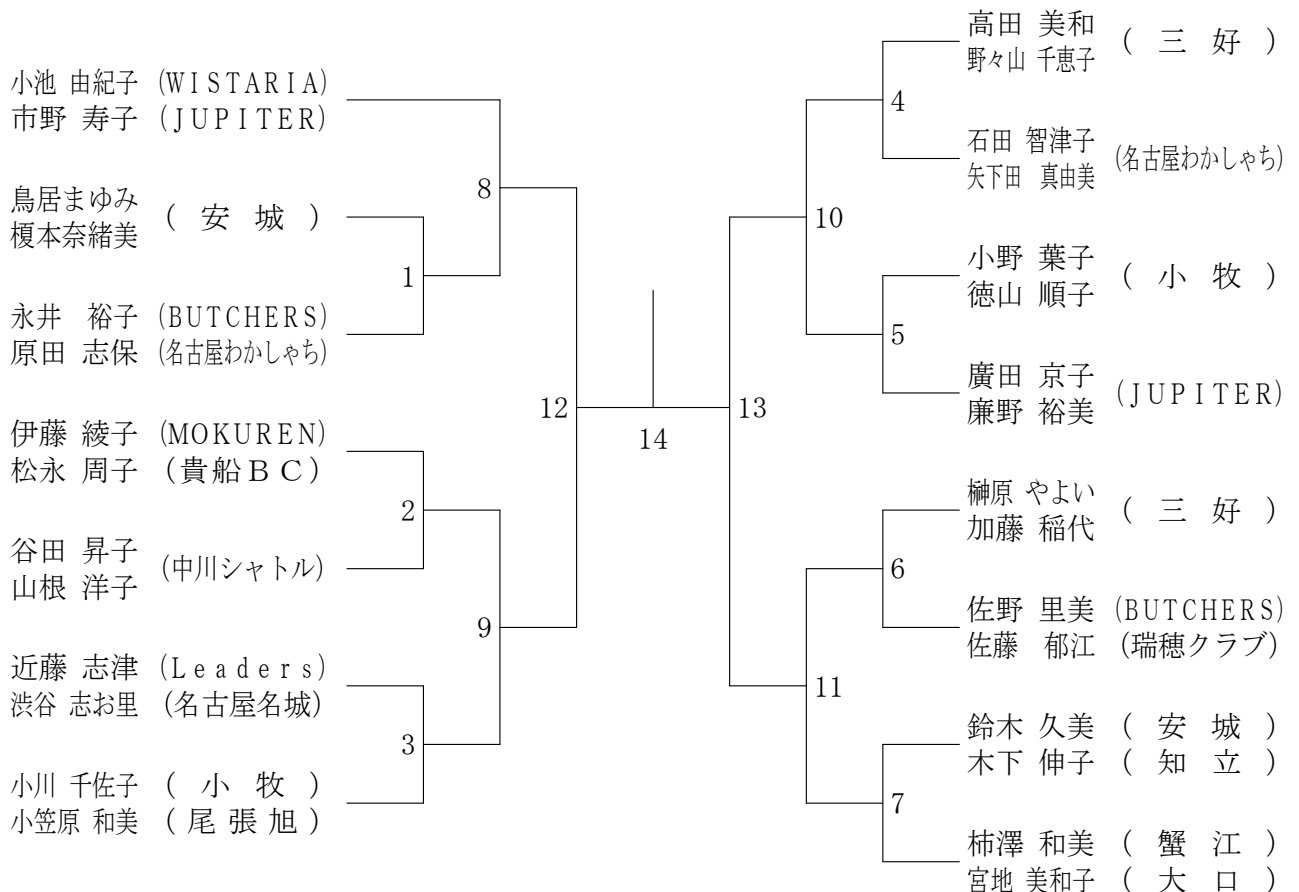 小池 由紀子 (WISTARIA)
市野 寿子 (JUPITER)
鳥居まゆみ
榎本奈緒美
( 安 城 )
永井 裕子 (BUTCHERS)
原田 志保 (名古屋わかしゃち)
伊藤 綾子 (MOKUREN)
松永 周子 (貴船BC)
谷田 昇子
山根 洋子
(中川シャトル)
近藤 志津 (Leaders)
渋谷 志お里 (名古屋名城)
小川 千佐子 ( 小 牧 )
小笠原 和美 (尾張旭)
8
1
2
9
3
12
14
13
10
4
5
6
11
7
高田 美和
野々山 千恵子
( 三 好 )
石田 智津子
矢下田 真由美
(名古屋わかしゃち)
小野 葉子
徳山 順子
( 小 牧 )
廣田 京子
廉野 裕美
(JUPITER)
榊原 やよい
加藤 稲代
( 三 好 )
佐野 里美 (BUTCHERS)
佐藤 郁江 (瑞穂クラブ)
鈴木 久美 ( 安 城 )
木下 伸子 ( 知 立 )
柿澤 和美 ( 蟹 江 )
宮地 美和子 ( 大 口 )